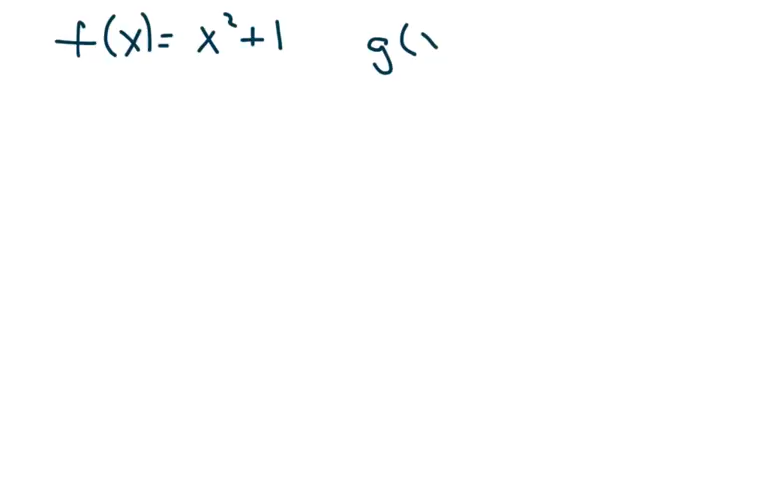 f(x)= x²+1 g(